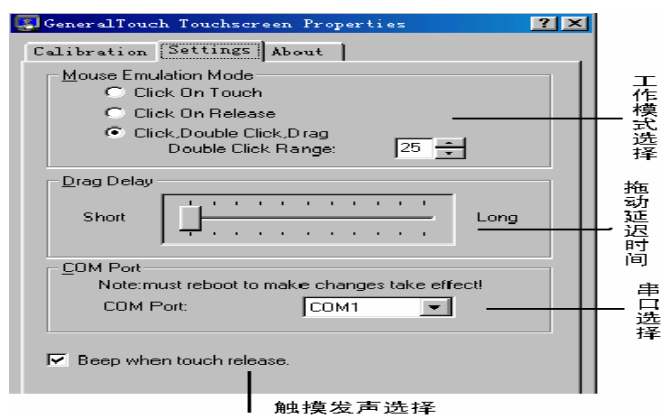 GeneralTouch Touchscreen Properties
Calibration Settings About
Mouse Emulation Mode
Click On Touch
Click On Release
Click,Double Click,Drag
Double Click Range: 25
工作模式选择
Drag Delay
Short Long
拖动延迟时间
COM Port
Note:must reboot to make changes take effect!
COM Port: COM1
串口选择
Beep when touch release.
触摸发声选择